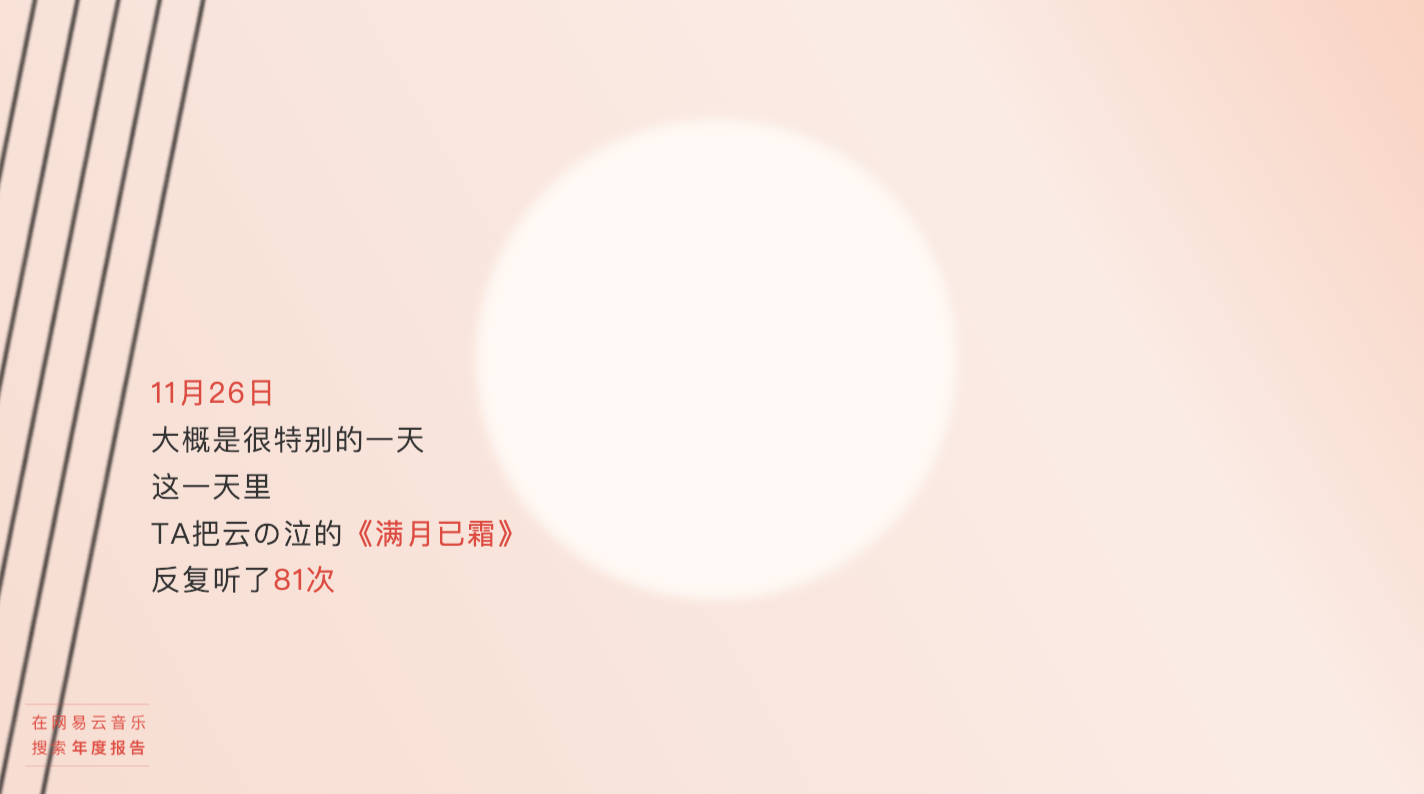 11月26日
大概是很特别的一天
这一天里
TA把云の泣的《满月已霜》
反复听了81次
在网易云音乐
搜索年度报告